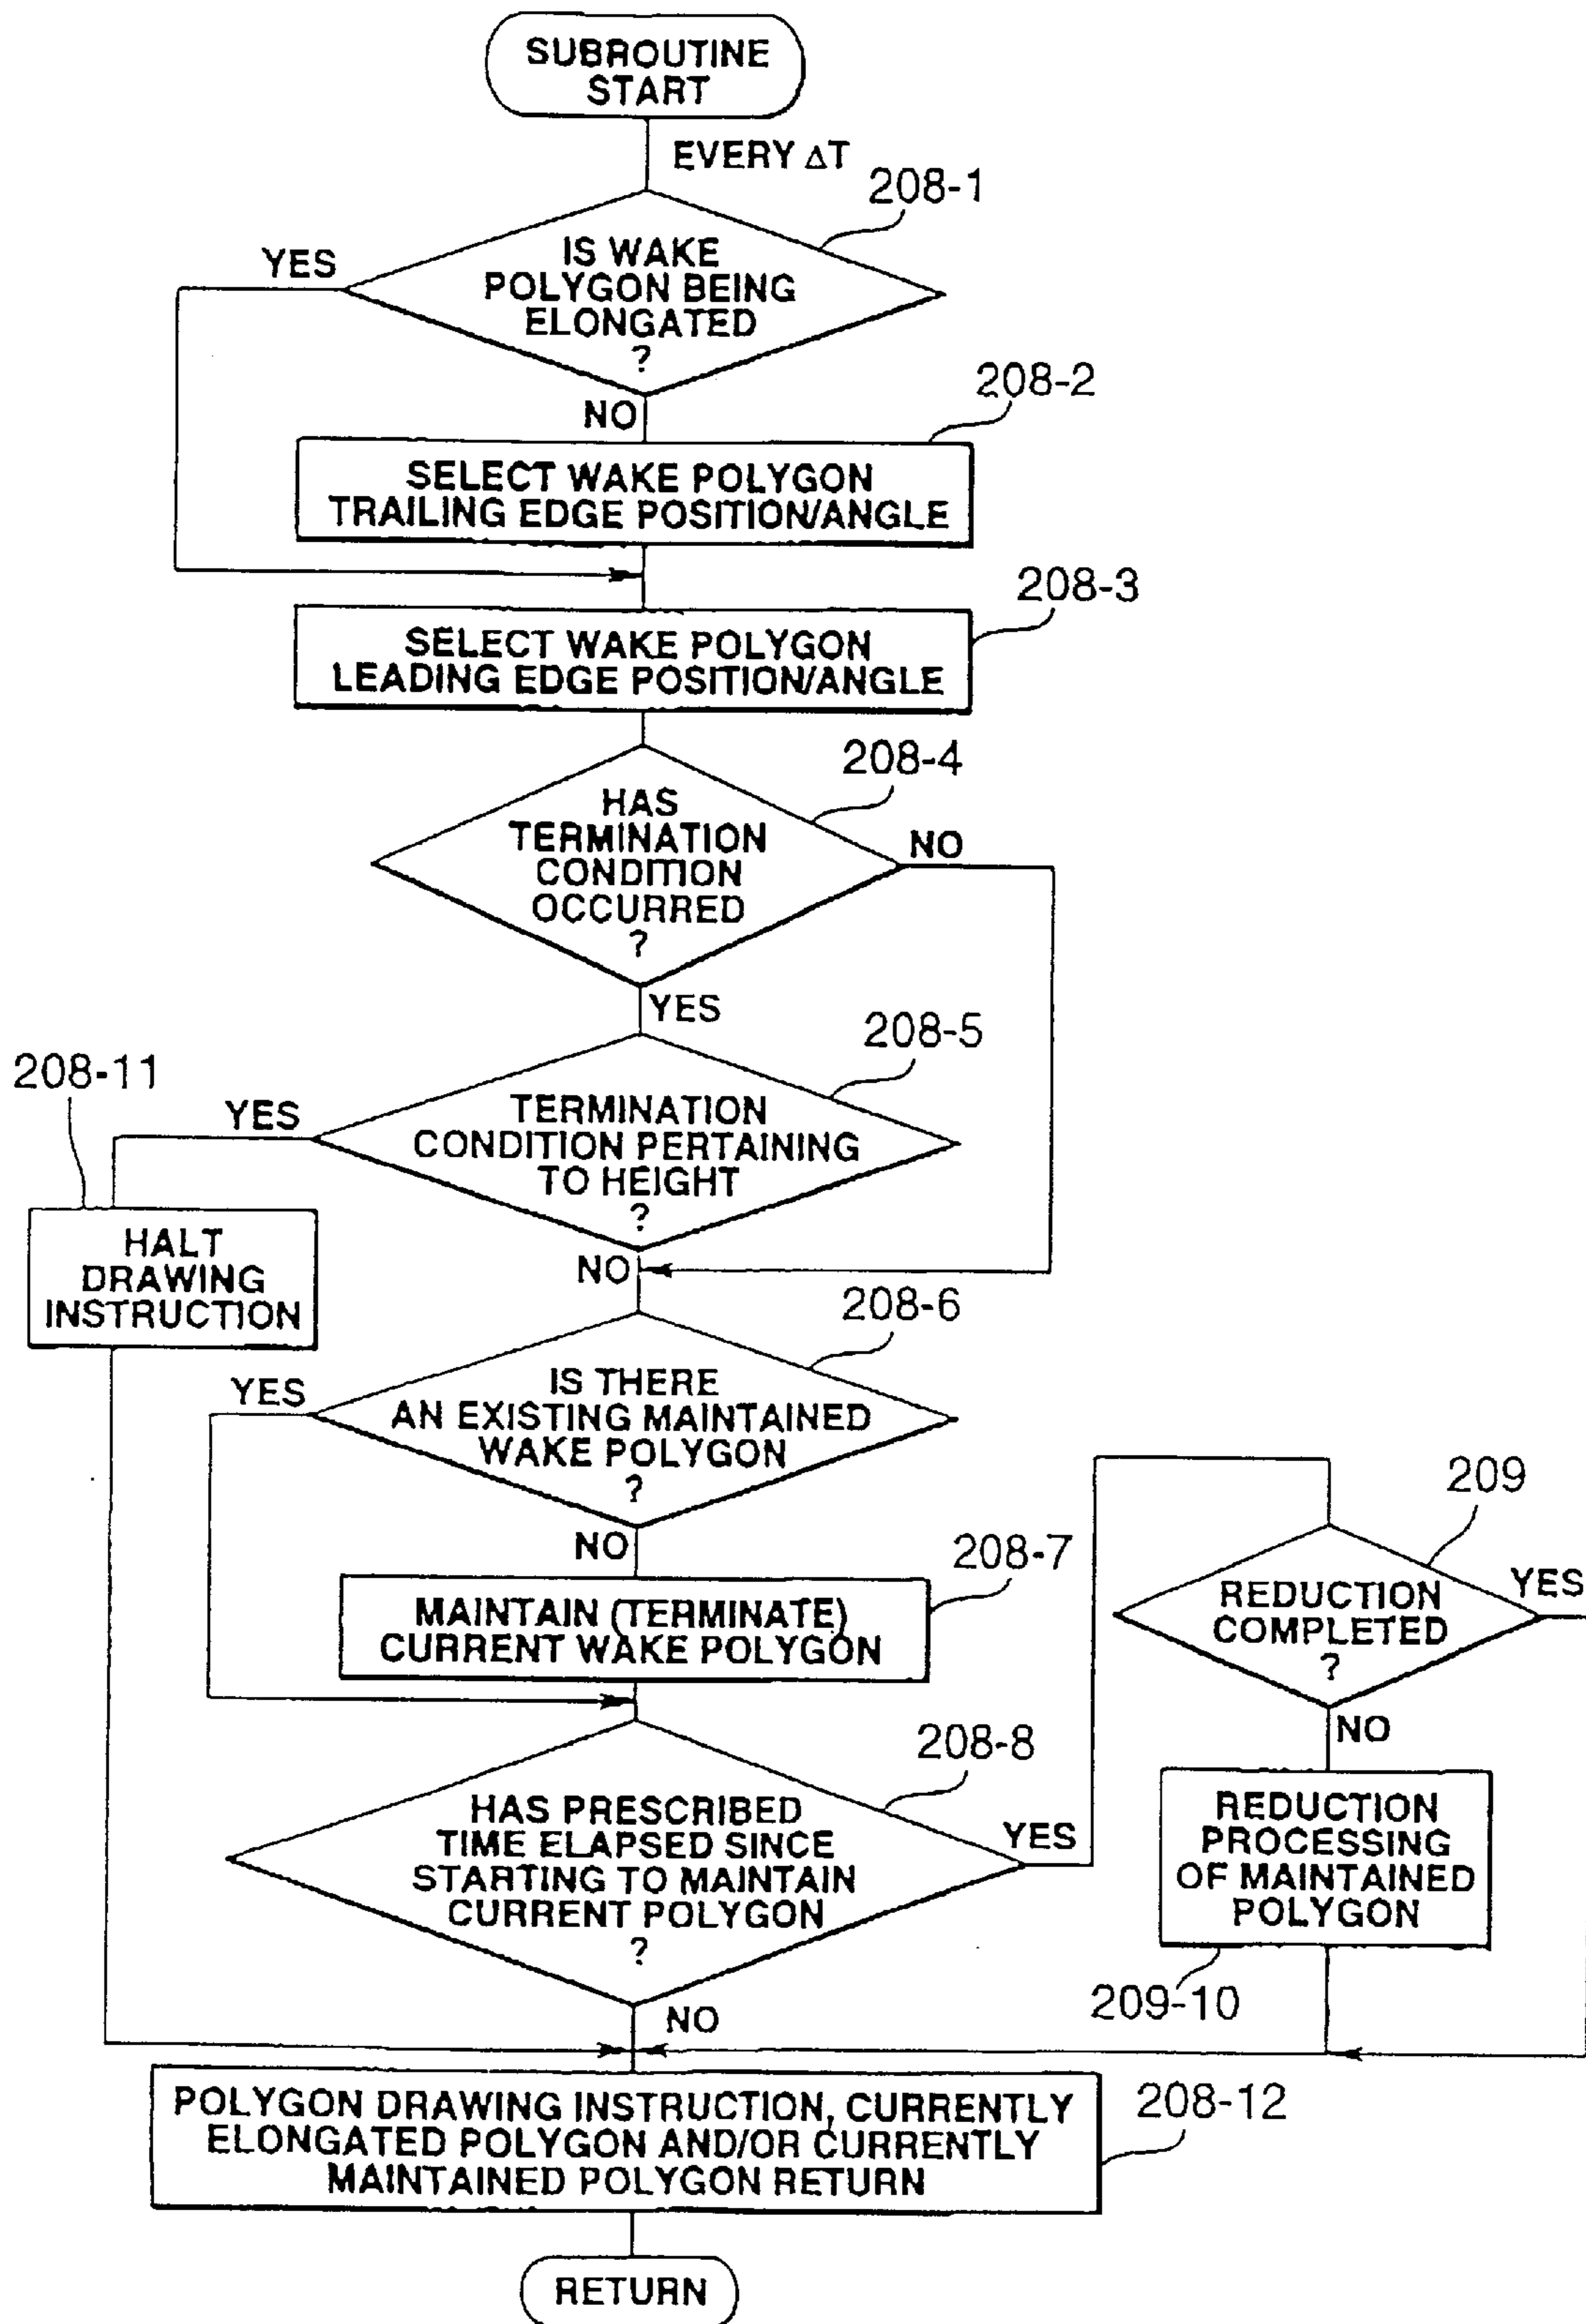 SUBROUTINE
START
EVERY ΔT
208-1
YES
IS WAKE
POLYGON BEING
ELONGATED
?
208-2
NO
SELECT WAKE POLYGON
TRAILING EDGE POSITION/ANGLE
208-3
SELECT WAKE POLYGON
LEADING EDGE POSITION/ANGLE
208-4
HAS
TERMINATION
CONDITION
OCCURRED
?
NO
YES
208-5
208-11
YES
TERMINATION
CONDITION PERTAINING
TO HEIGHT
?
HALT
DRAWING
INSTRUCTION
NO
208-6
YES
IS THERE
AN EXISTING MAINTAINED
WAKE POLYGON
?
209
NO
208-7
REDUCTION
COMPLETED
?
YES
MAINTAIN (TERMINATE)
CURRENT WAKE POLYGON
NO
208-8
HAS PRESCRIBED
TIME ELAPSED SINCE
STARTING TO MAINTAIN
CURRENT POLYGON
?
YES
REDUCTION
PROCESSING
OF MAINTAINED
POLYGON
209-10
NO
POLYGON DRAWING INSTRUCTION, CURRENTLY
ELONGATED POLYGON AND/OR CURRENTLY
MAINTAINED POLYGON RETURN
208-12
RETURN